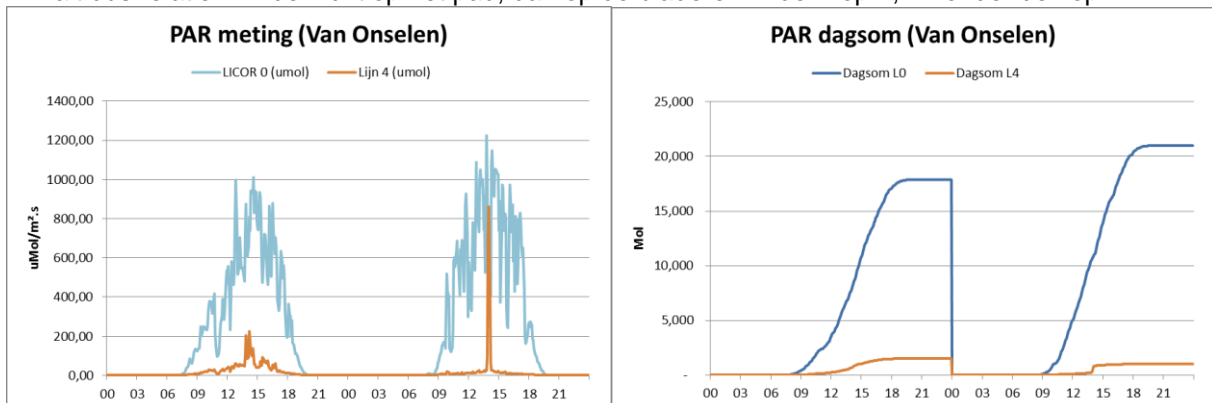 PAR meting (Van Onselen)
LICOR 0 (umol) Lijn 4 (umol)
uMol/m².s
1400,00
1200,00
1000,00
800,00
600,00
400,00
200,00
0,00
00 03 06 09 12 15 18 21 00 03 06 09 12 15 18 21
PAR dagsom (Van Onselen)
Dagsom L0 Dagsom L4
Mol
25,000
20,000
15,000
10,000
5,000
-
00 03 06 09 12 15 18 21 00 03 06 09 12 15 18 21